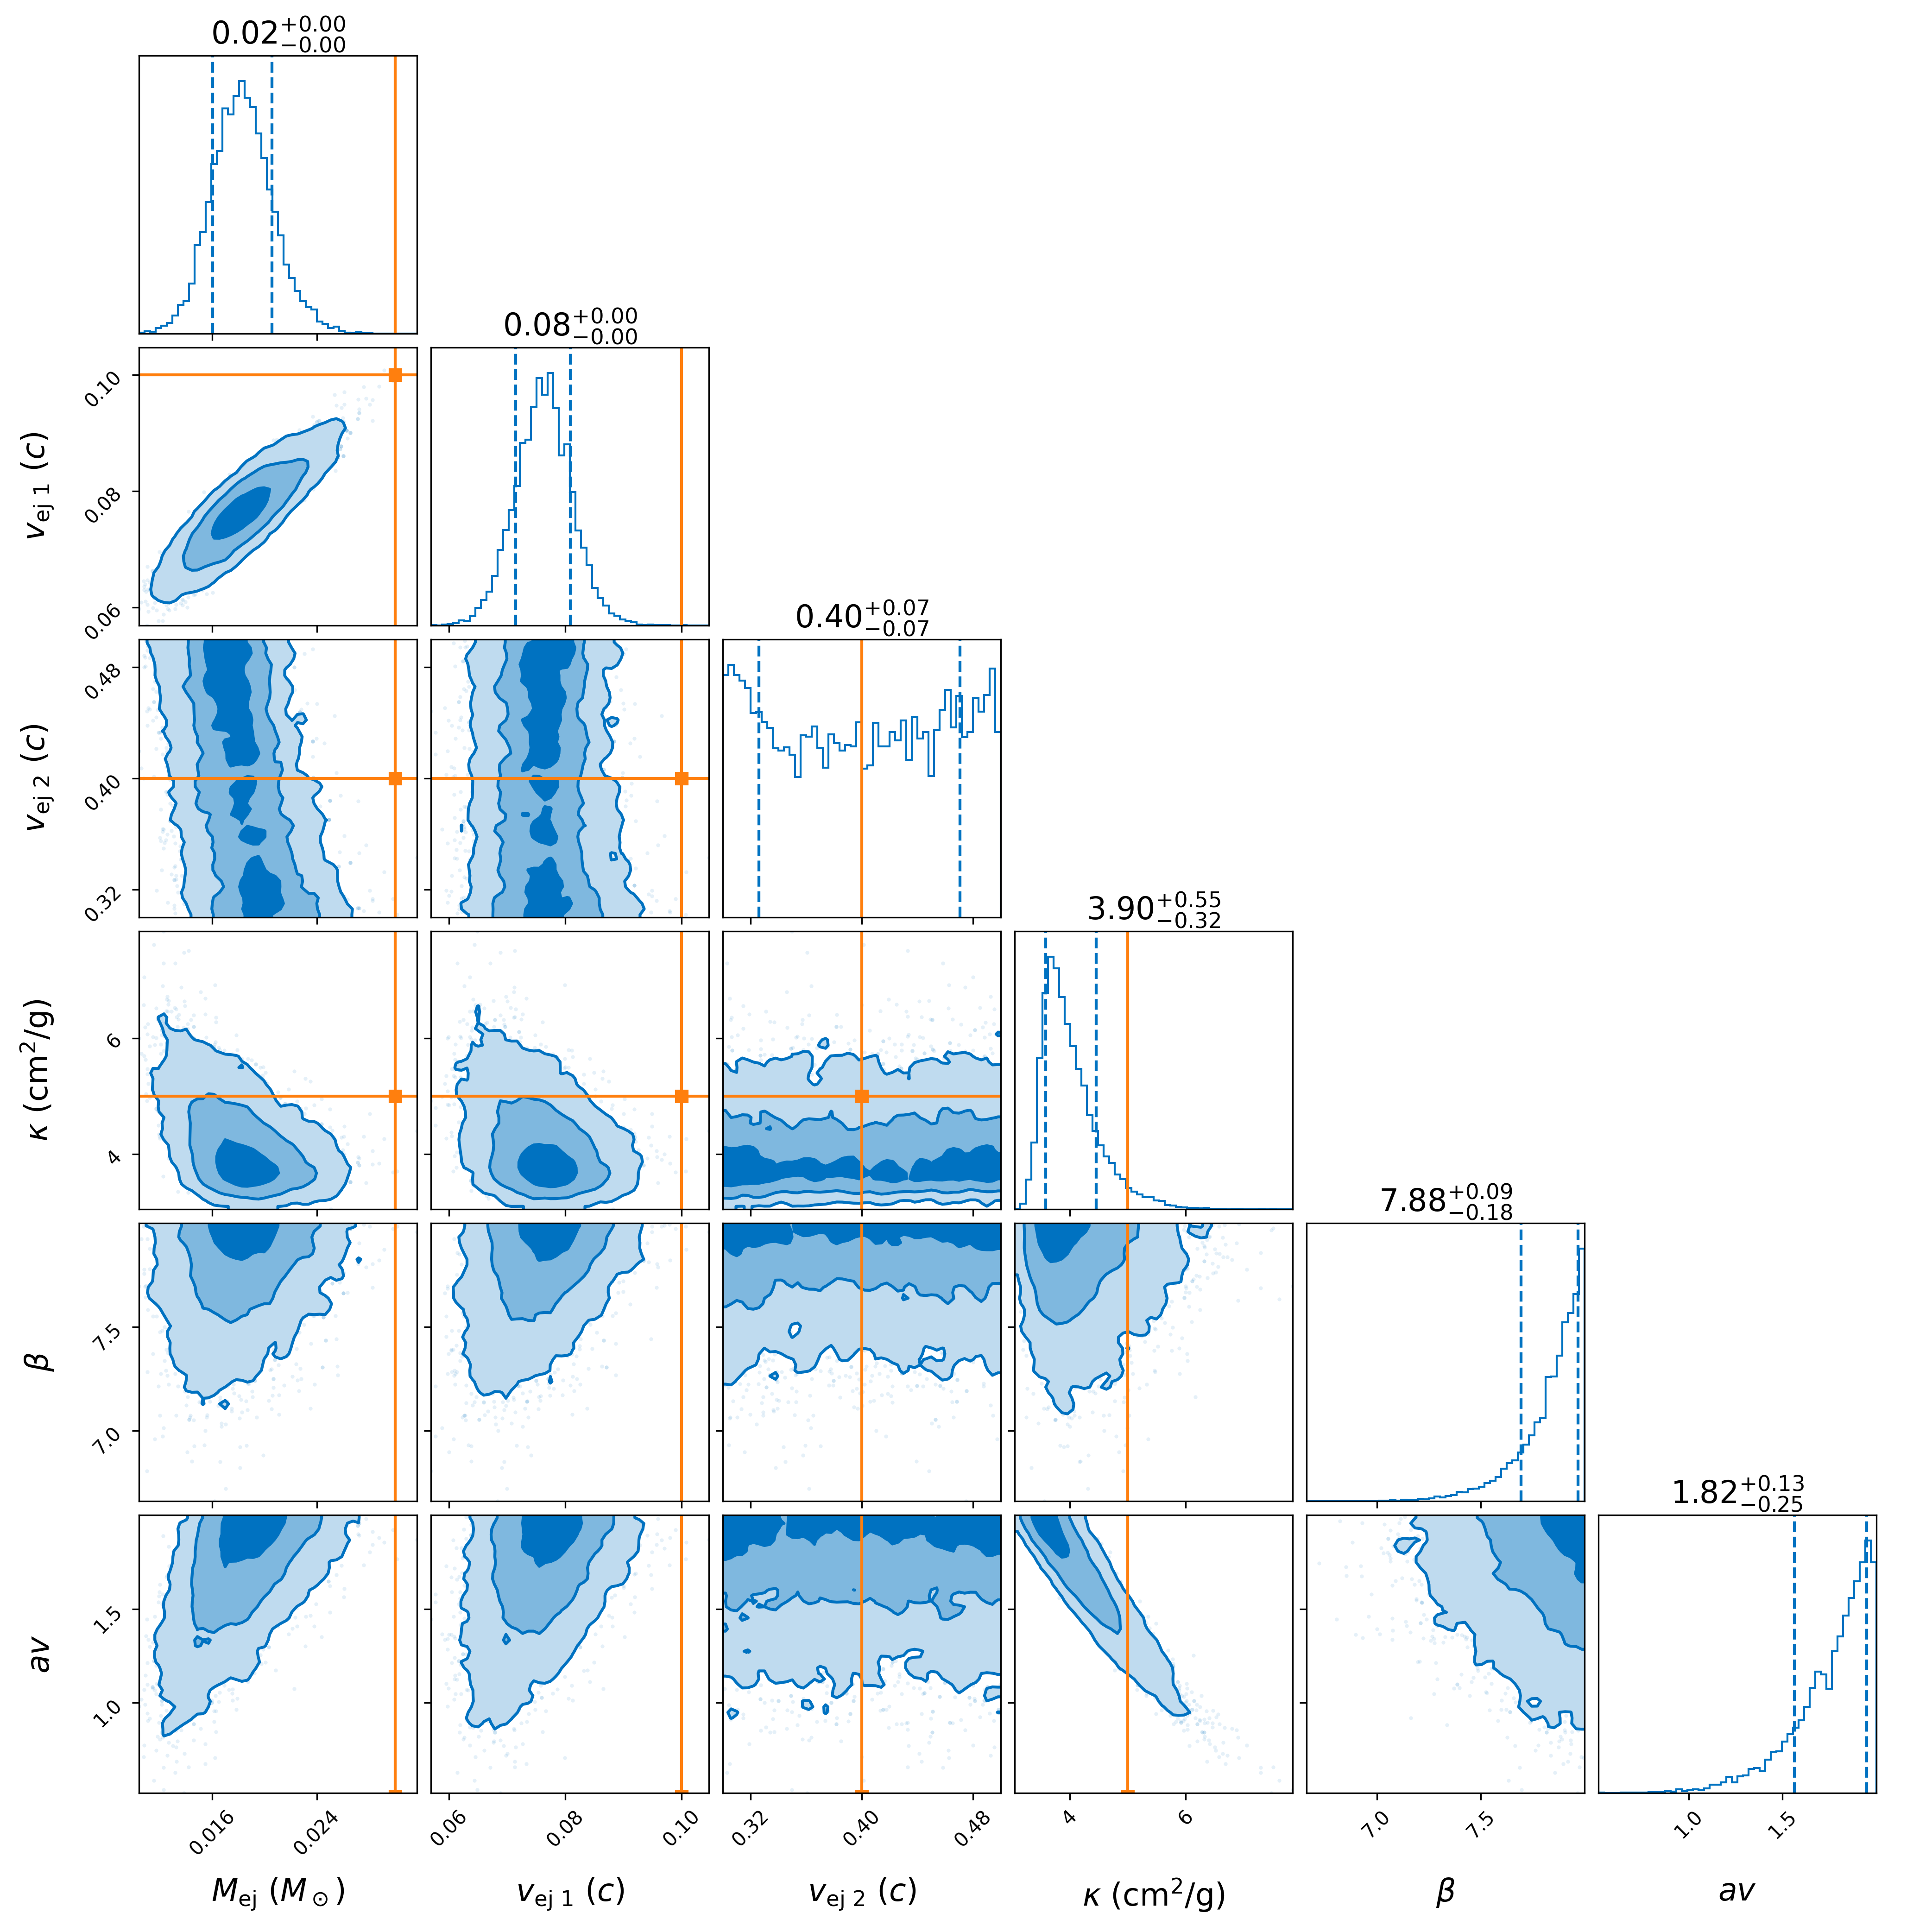 0.02+0.00 −0.00
0.10
0.08
0.06
vej 1 (c)
0.08+0.00 −0.00
0.48
0.40
0.32
vej 2 (c)
0.40+0.07 −0.07
6
4
κ (cm²/g)
3.90+0.55 −0.32
7.5
7.0
β
7.88+0.09 −0.18
1.5
1.0
av
1.82+0.13 −0.25
0.016 0.024 0.06 0.08 0.10 0.32 0.40 0.48 4 6 7.0 7.5 1.0 1.5
Mej (M⊙) vej 1 (c) vej 2 (c) κ (cm²/g) β av